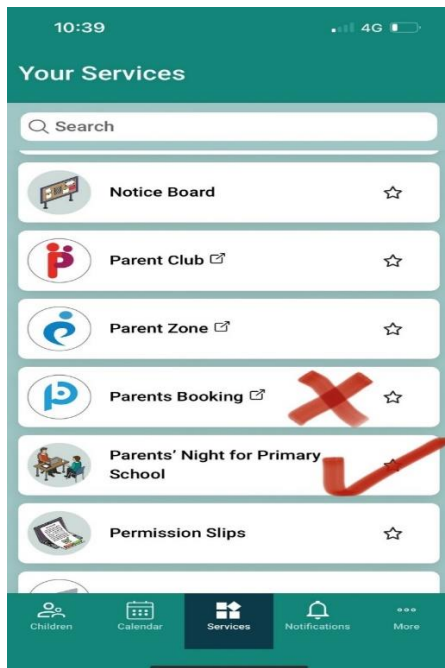 10:39
4G
Your Services
Search
Notice Board
Parent Club
Parent Zone
Parents Booking
Parents' Night for Primary
School
Permission Slips
Children
Calendar
Services
Notifications
More